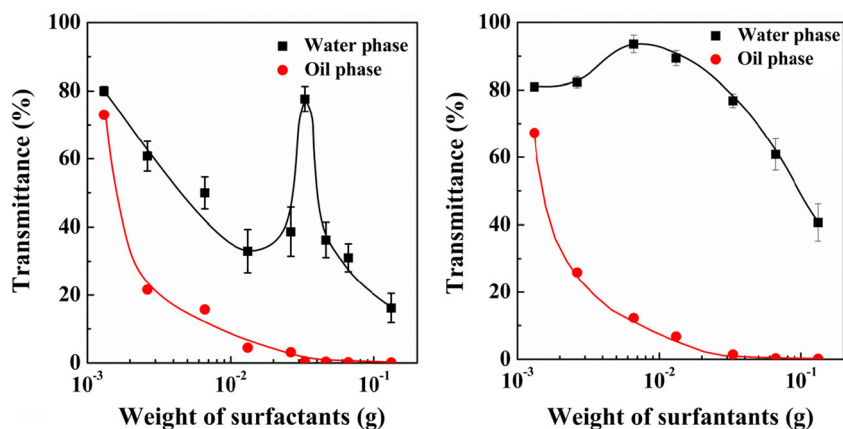 100
80
60
40
20
0
Transmittance (%)
Water phase
Oil phase
10-3
10-2
10-1
Weight of surfactants (g)
100
80
60
40
20
0
Transmittance (%)
Water phase
Oil phase
10-3
10-2
10-1
Weight of surfantants (g)